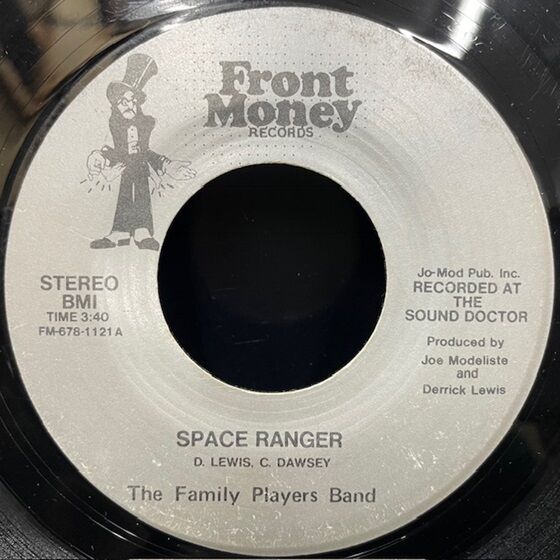 Front
Money
RECORDS
STEREO
BMI
TIME 3:40
FM-678-1121A
Jo-Mod Pub. Inc.
RECORDED AT
THE
SOUND DOCTOR
Produced by
Joe Modeliste
and
Derrick Lewis
SPACE RANGER
D. LEWIS, C. DAWSEY
The Family Players Band